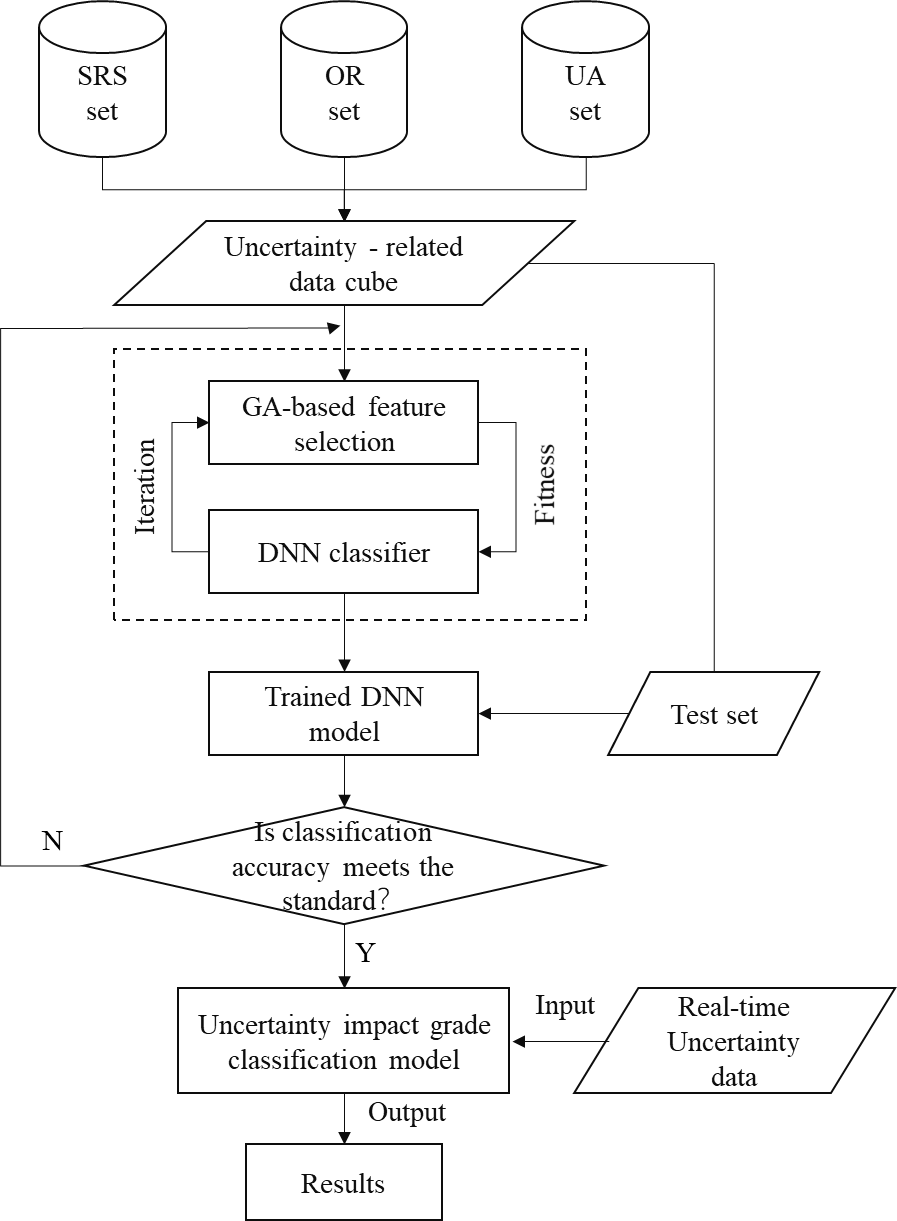 SRS
set
OR
set
UA
set
Uncertainty - related
data cube
GA-based feature
selection
Iteration
Fitness
DNN classifier
Trained DNN
model
Test set
Is classification
accuracy meets the
standard？
N
Y
Uncertainty impact grade
classification model
Input
Real-time
Uncertainty
data
Output
Results